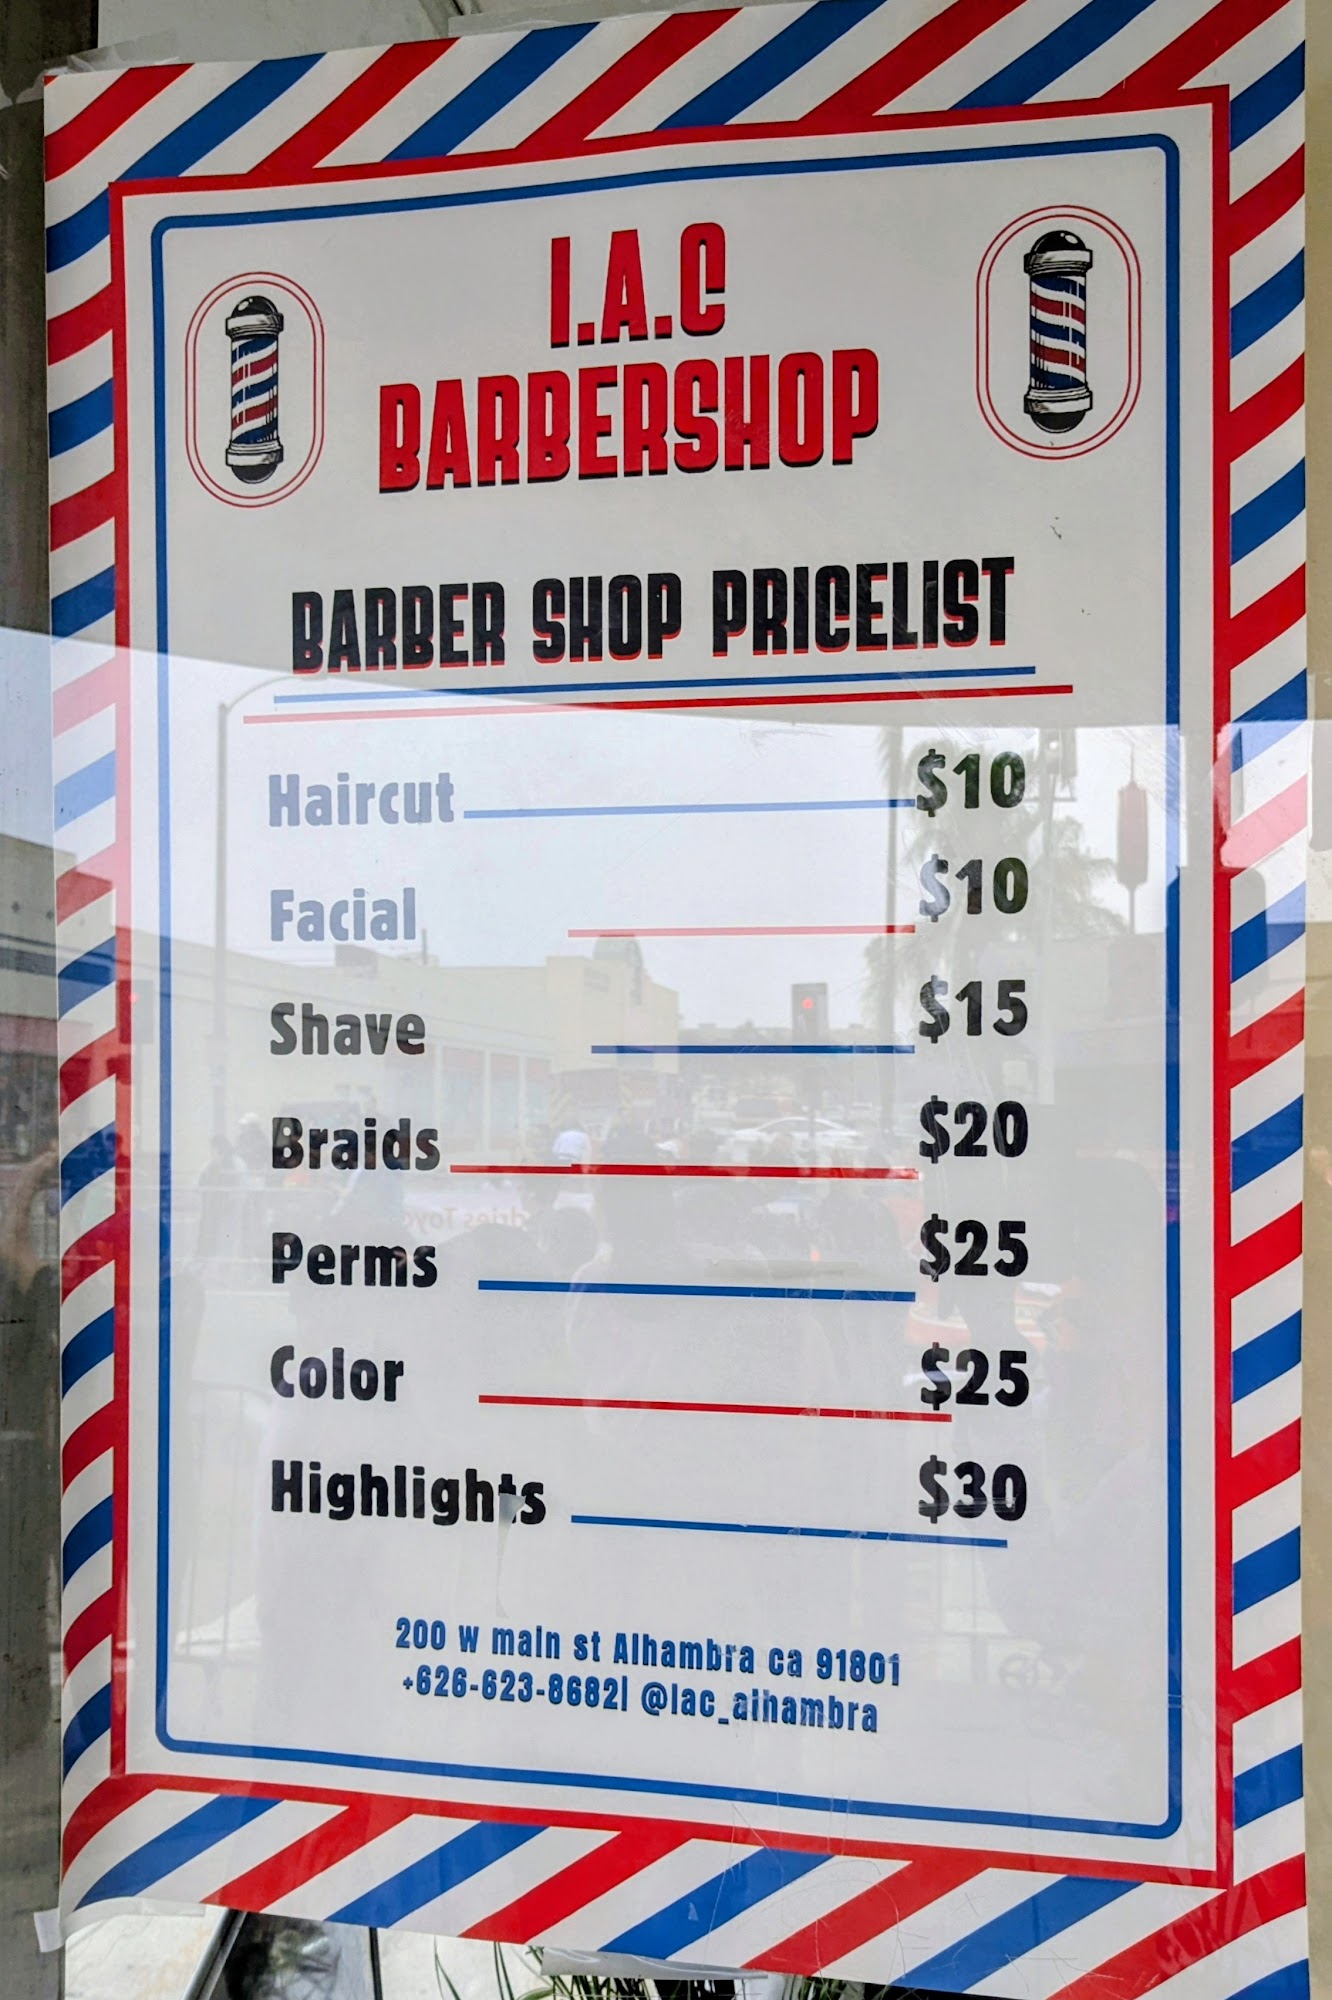 I.A.C
BARBERSHOP
BARBER SHOP PRICELIST
Haircut $10
Facial $10
Shave $15
Braids $20
Perms $25
Color $25
Highlights $30
200 w main st Alhambra ca 91801
+626-623-8682| @Iac_alhambra